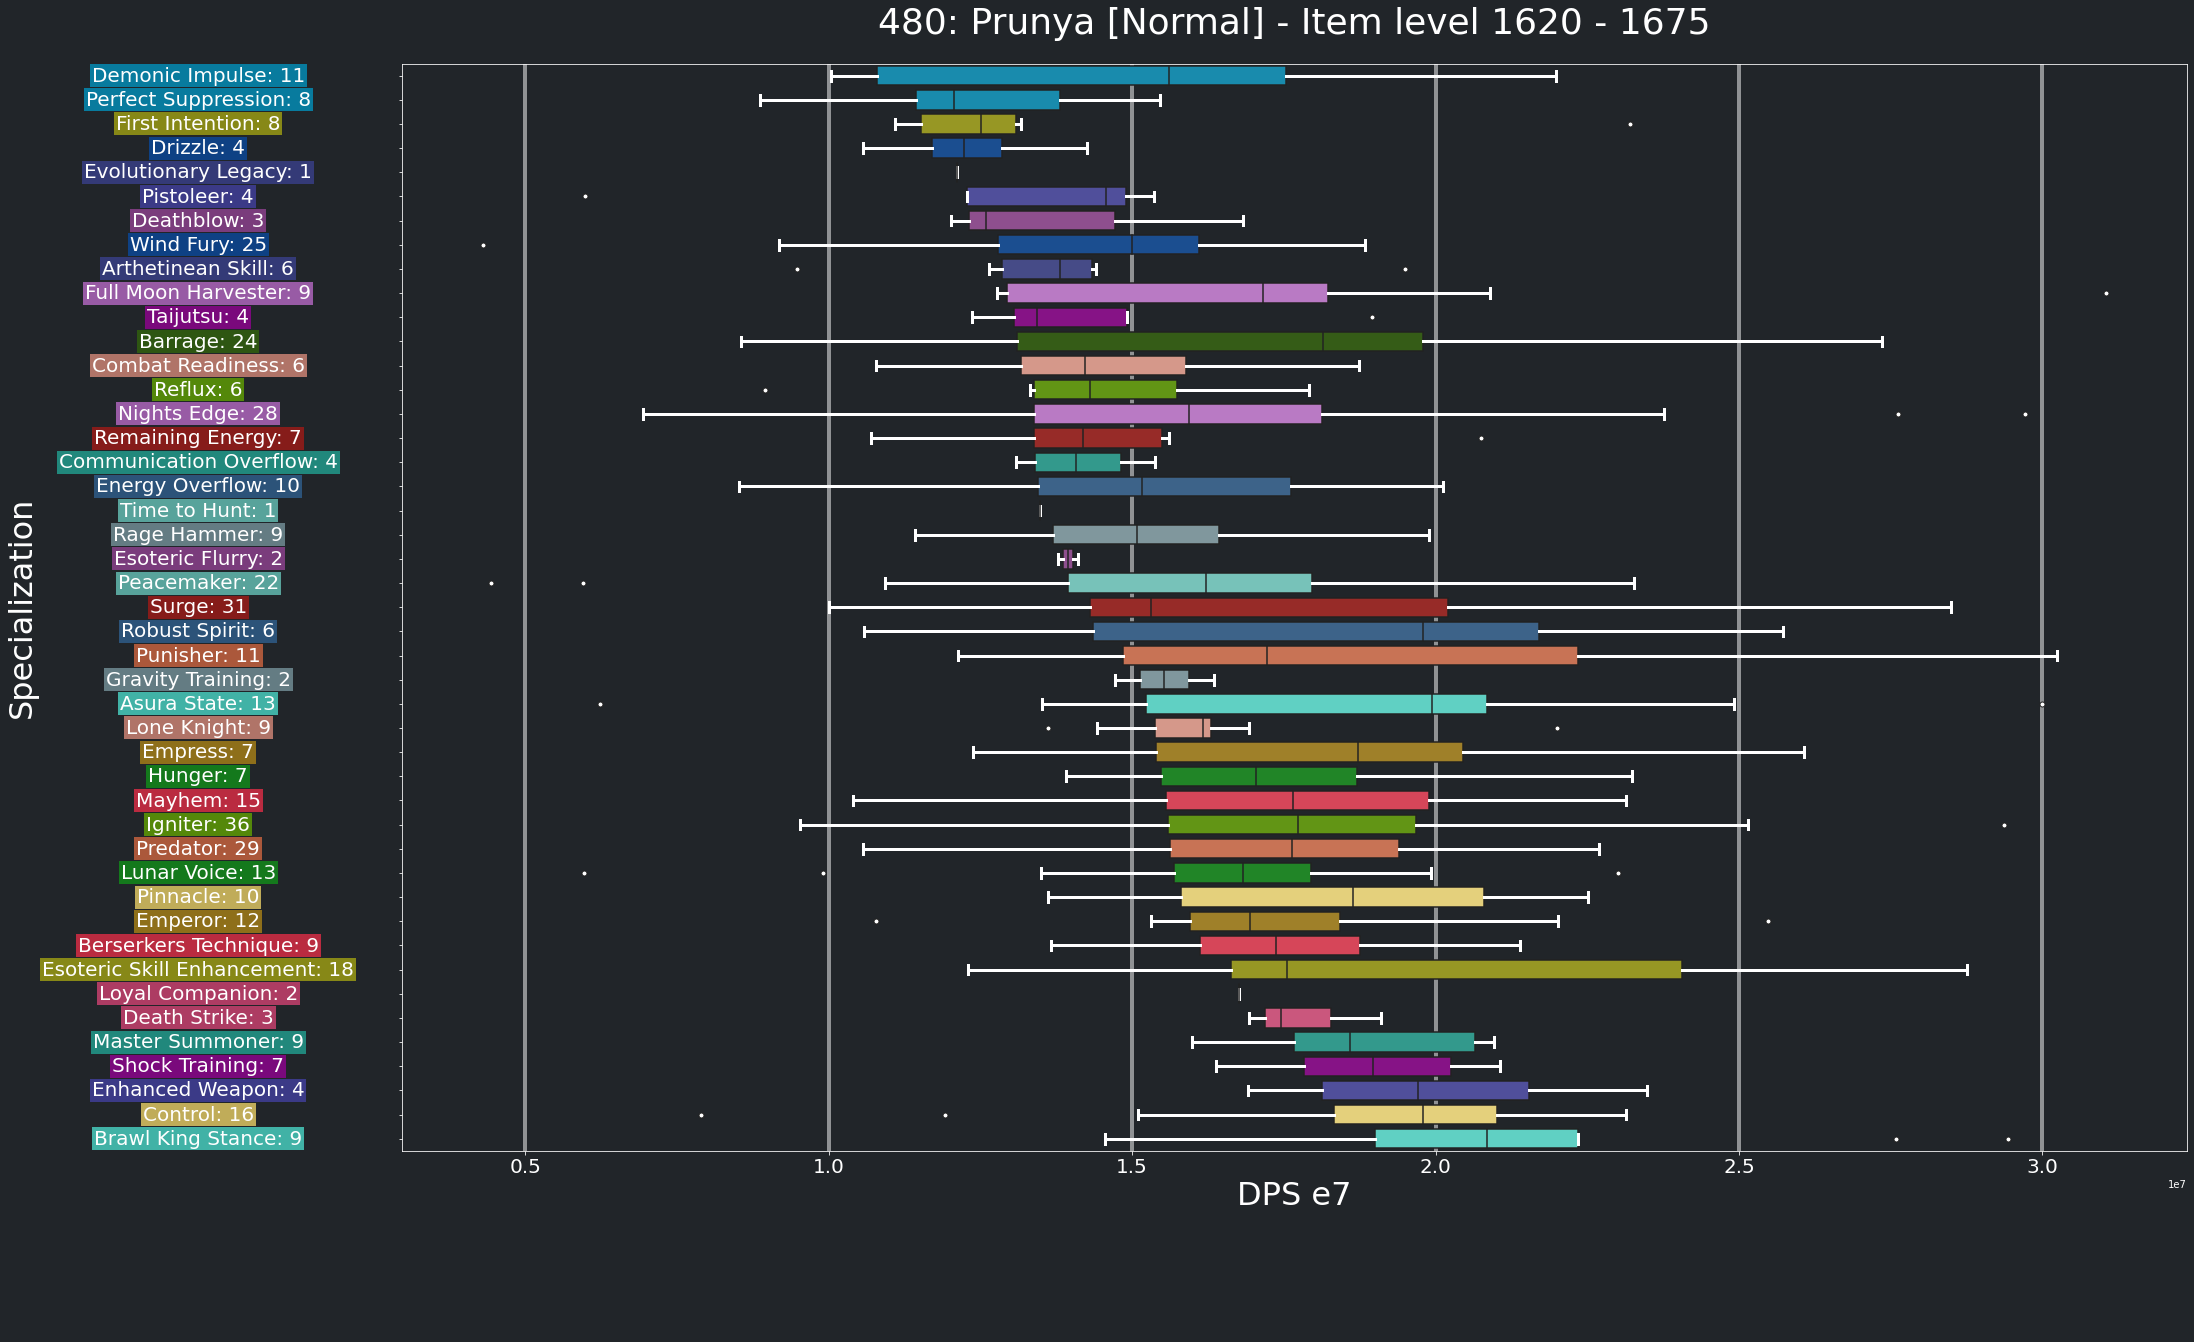 480: Prunya [Normal] - Item level 1620 - 1675
Specialization
Demonic Impulse: 11
Perfect Suppression: 8
First Intention: 8
Drizzle: 4
Evolutionary Legacy: 1
Pistoleer: 4
Deathblow: 3
Wind Fury: 25
Arthetinean Skill: 6
Full Moon Harvester: 9
Taijutsu: 4
Barrage: 24
Combat Readiness: 6
Reflux: 6
Nights Edge: 28
Remaining Energy: 7
Communication Overflow: 4
Energy Overflow: 10
Time to Hunt: 1
Rage Hammer: 9
Esoteric Flurry: 2
Peacemaker: 22
Surge: 31
Robust Spirit: 6
Punisher: 11
Gravity Training: 2
Asura State: 13
Lone Knight: 9
Empress: 7
Hunger: 7
Mayhem: 15
Igniter: 36
Predator: 29
Lunar Voice: 13
Pinnacle: 10
Emperor: 12
Berserkers Technique: 9
Esoteric Skill Enhancement: 18
Loyal Companion: 2
Death Strike: 3
Master Summoner: 9
Shock Training: 7
Enhanced Weapon: 4
Control: 16
Brawl King Stance: 9
0.5 1.0 1.5 2.0 2.5 3.0
1e7
DPS e7